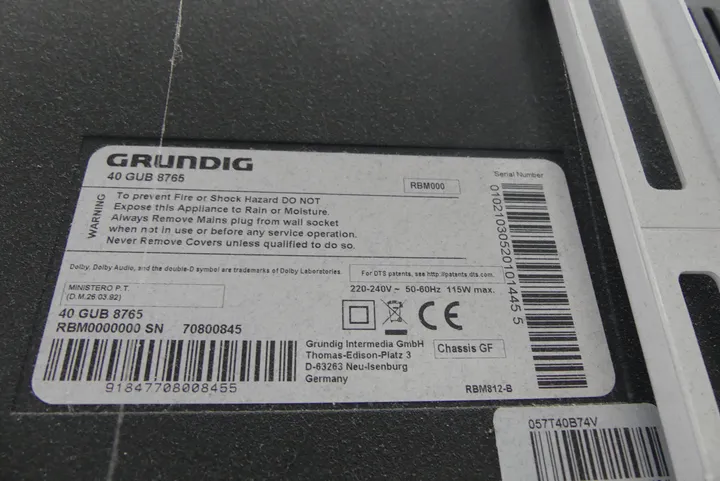 GRUNDIG
40 GUB 8765
RBM000
Serial Number
WARNING
To prevent Fire or Shock Hazard DO NOT
Expose this Appliance to Rain or Moisture.
Always Remove Mains plug from wall socket
when not in use or before any service operation.
Never Remove Covers unless qualified to do so.
Dolby, Dolby Audio, and the double-D symbol are trademarks of Dolby Laboratories.
For DTS patents, see http://patents.dts.com.
MINISTERO P.T.
(D.M.26.03.92)
220-240V ~ 50-60Hz 115W max.
40 GUB 8765
RBM0000000 SN 70800845
91847708008455
CE
Grundig Intermedia GmbH
Thomas-Edison-Platz 3
D-63263 Neu-Isenburg
Germany
Chassis GF
RBM812-B
010210305201014455
057T40B74V